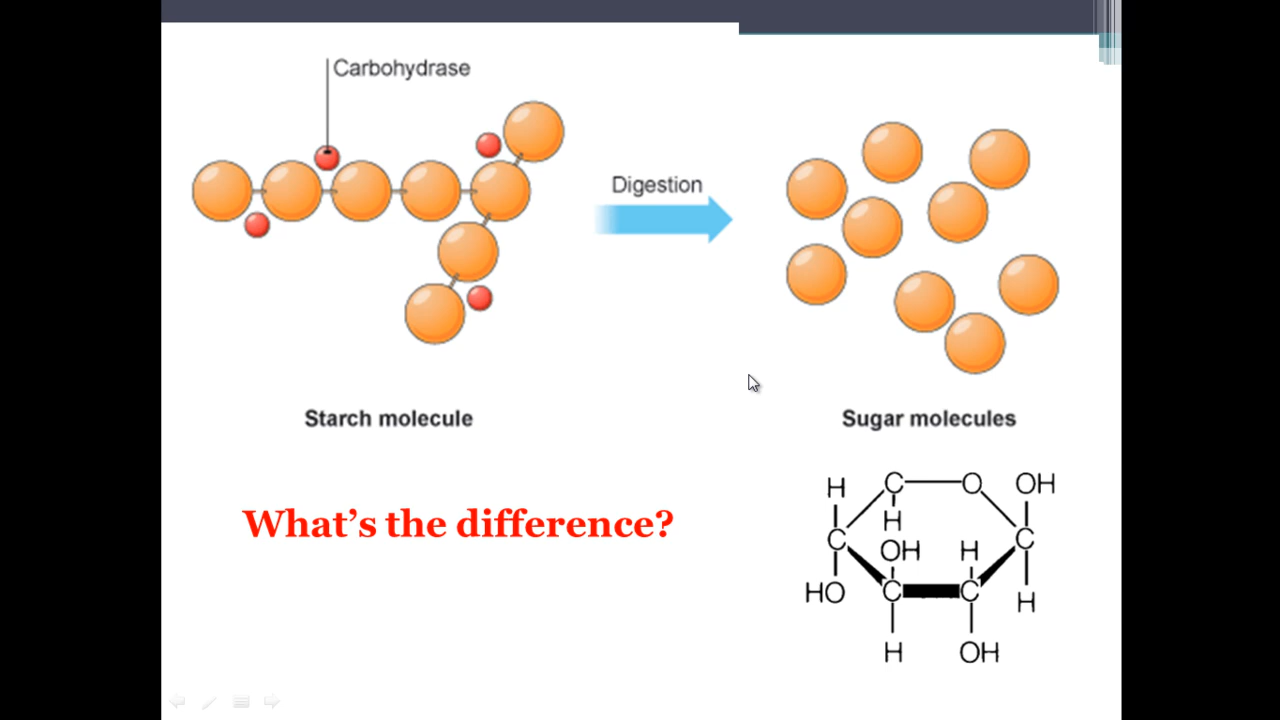 Carbohydrase
Digestion
Starch molecule
Sugar molecules
What's the difference?
H C O OH
H
C OH H C
HO C C H
H OH